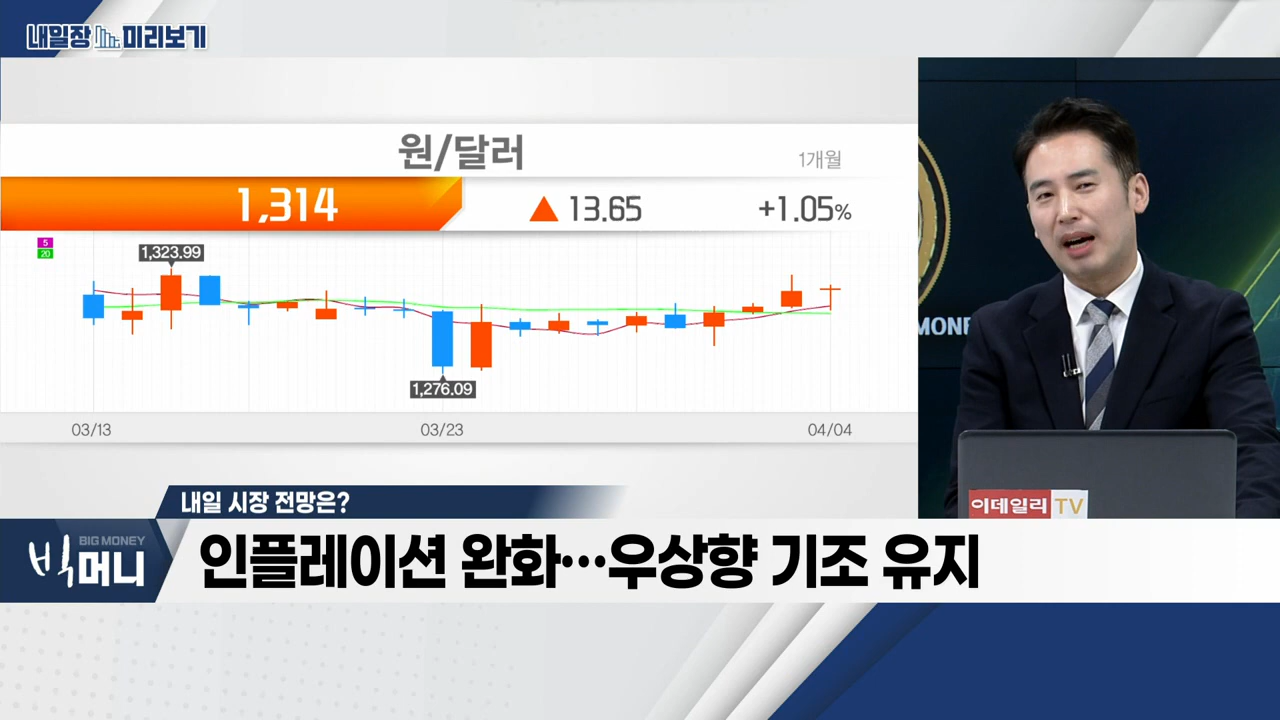 내일장 미리보기
원/달러
1개월
1,314
▲ 13.65
+1.05%
5
20
1,323.99
1,276.09
03/13
03/23
04/04
MONE
이데일리 TV
내일 시장 전망은?
BIG MONEY
빅머니
인플레이션 완화…우상향 기조 유지